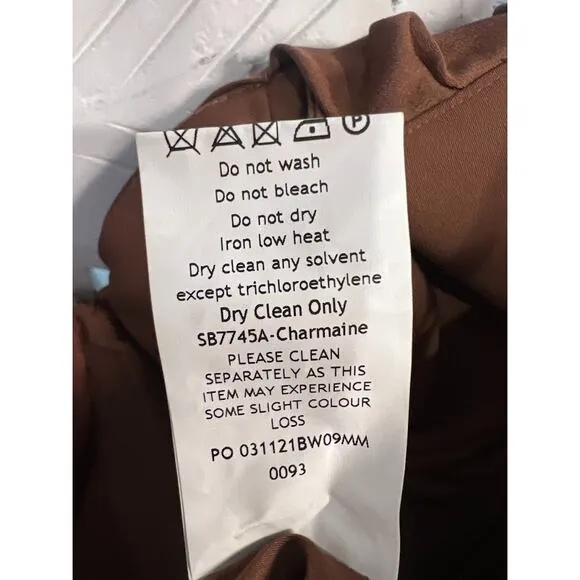 P
Do not wash
Do not bleach
Do not dry
Iron low heat
Dry clean any solvent
except trichloroethylene
Dry Clean Only
SB7745A-Charmaine
PLEASE CLEAN
SEPARATELY AS THIS
ITEM MAY EXPERIENCE
SOME SLIGHT COLOUR
LOSS
PO 031121BW09MM
0093